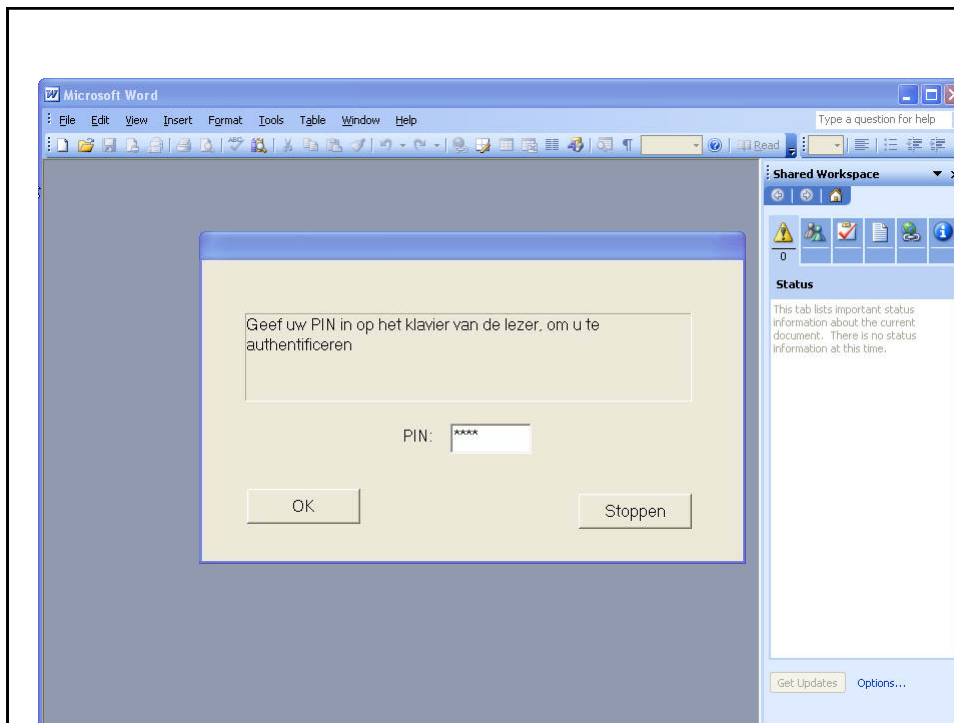 Microsoft Word
File Edit View Insert Format Tools Table Window Help
Type a question for help
Read
Shared Workspace
0
Status
This tab lists important status
information about the current
document. There is no status
information at this time.
Geef uw PIN in op het klavier van de lezer, om u te
authentificeren
PIN: ****
OK
Stoppen
Get Updates Options...